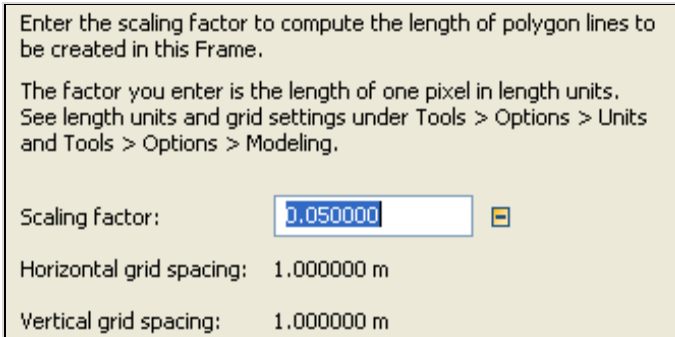 Enter the scaling factor to compute the length of polygon lines to
be created in this Frame.
The factor you enter is the length of one pixel in length units.
See length units and grid settings under Tools > Options > Units
and Tools > Options > Modeling.
Scaling factor: 0.050000
Horizontal grid spacing: 1.000000 m
Vertical grid spacing: 1.000000 m